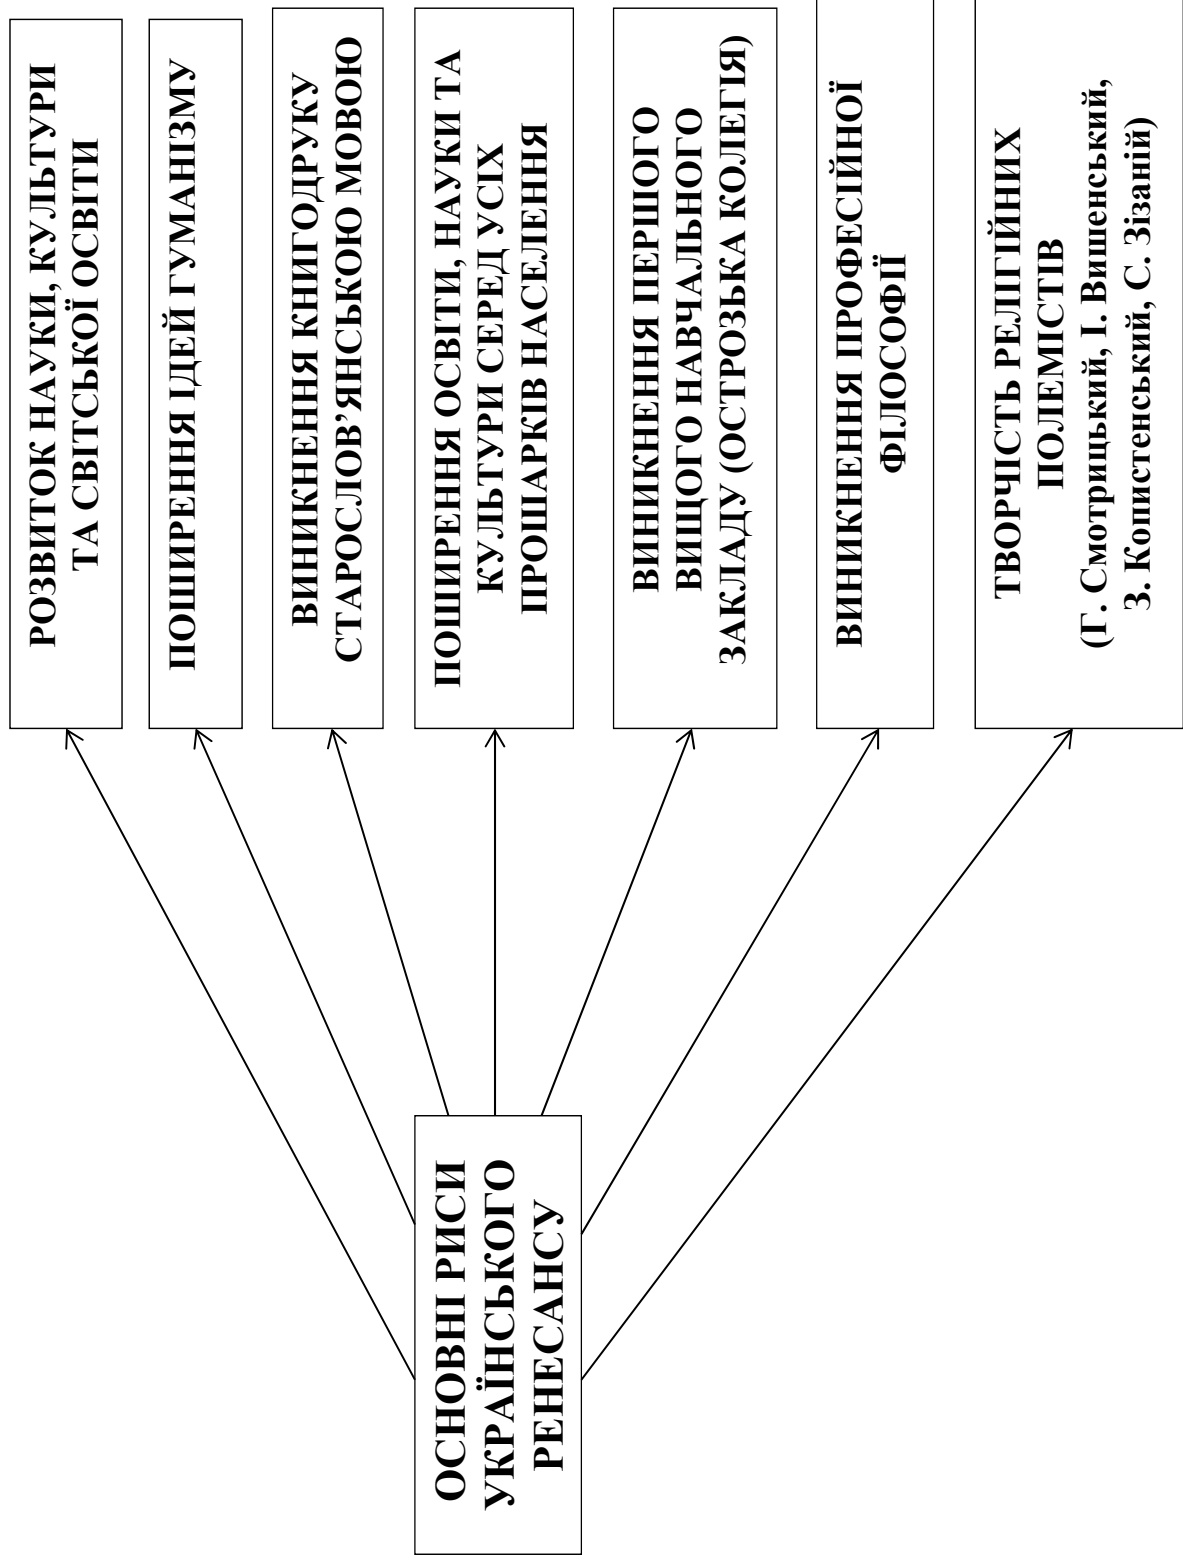 ОСНОВНІ РИСИ
УКРАЇНСЬКОГО
РЕНЕСАНСУ
РОЗВИТОК НАУКИ, КУЛЬТУРИ
ТА СВІТСЬКОЇ ОСВІТИ
ПОШИРЕННЯ ІДЕЙ ГУМАНІЗМУ
ВИНИКНЕННЯ КНИГОДРУКУ
СТАРОСЛОВ’ЯНСЬКОЮ МОВОЮ
ПОШИРЕННЯ ОСВІТИ, НАУКИ ТА
КУЛЬТУРИ СЕРЕД УСІХ
ПРОШАРКІВ НАСЕЛЕННЯ
ВИНИКНЕННЯ ПЕРШОГО
ВИЩОГО НАВЧАЛЬНОГО
ЗАКЛАДУ (ОСТРОЗЬКА КОЛЕГІЯ)
ВИНИКНЕННЯ ПРОФЕСІЙНОЇ
ФІЛОСОФІЇ
ТВОРЧІСТЬ РЕЛІГІЙНИХ
ПОЛЕМІСТІВ
(Г. Смотрицький, І. Вишенський,
З. Копистенський, С. Зізаній)